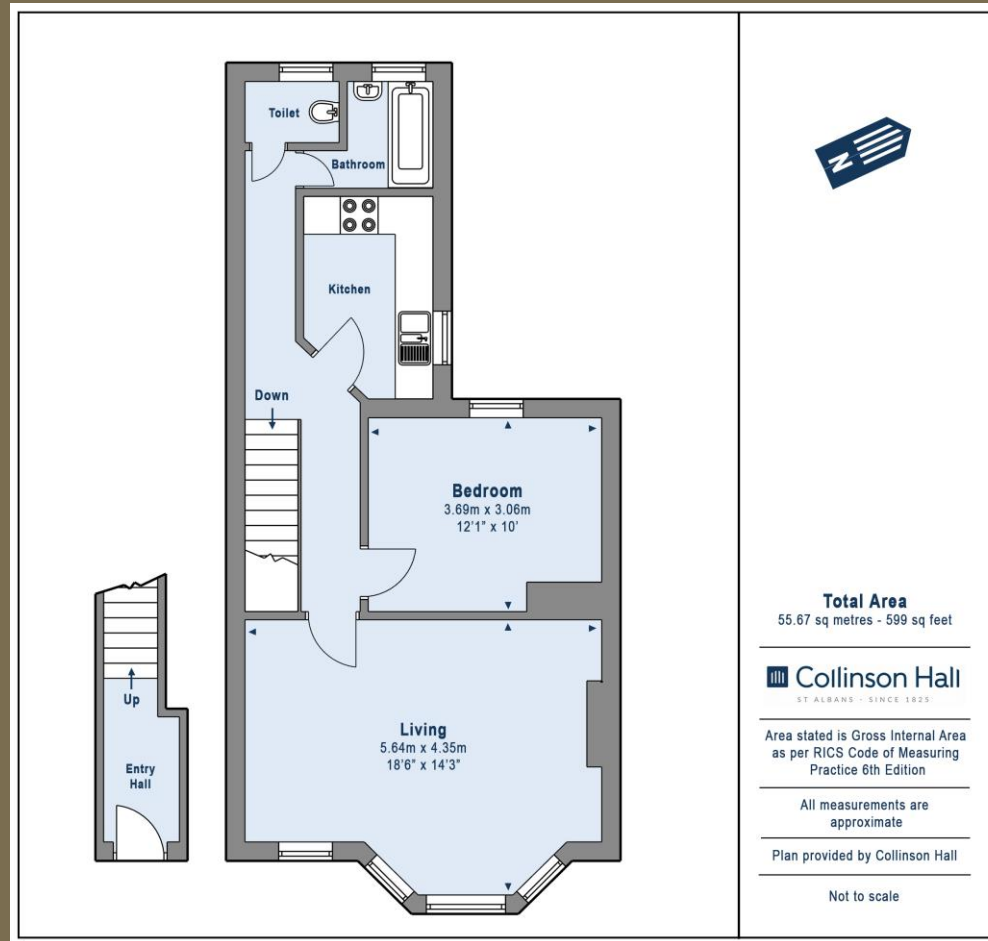 Toilet
Bathroom
Kitchen
Down
Bedroom
3.69m x 3.06m
12'1" x 10'
Up
Entry
Hall
Living
5.64m x 4.35m
18'6" x 14'3"
N
Total Area
55.67 sq metres - 599 sq feet
Collinson Hall
ST ALBANS - SINCE 1825
Area stated is Gross Internal Area
as per RICS Code of Measuring
Practice 6th Edition
All measurements are
approximate
Plan provided by Collinson Hall
Not to scale